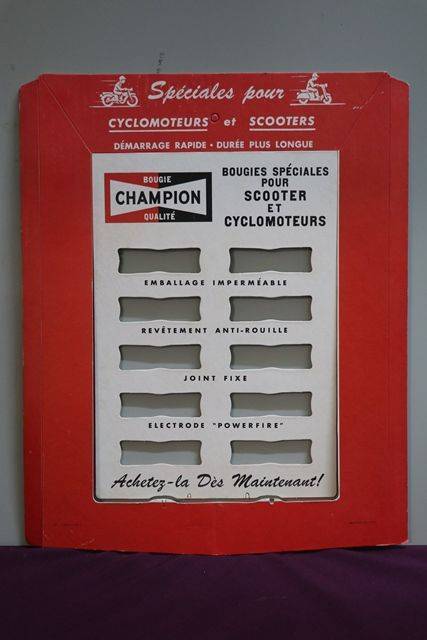 Spéciales pour
CYCLOMOTEURS et SCOOTERS
DÉMARRAGE RAPIDE • DURÉE PLUS LONGUE
BOUGIE
CHAMPION
QUALITÉ
BOUGIES SPÉCIALES
POUR
SCOOTER
ET
CYCLOMOTEURS
EMBALLAGE IMPERMÉABLE
REVÊTEMENT ANTI-ROUILLE
JOINT FIXE
ELECTRODE "POWERFIRE"
Achetez-la Dès Maintenant!